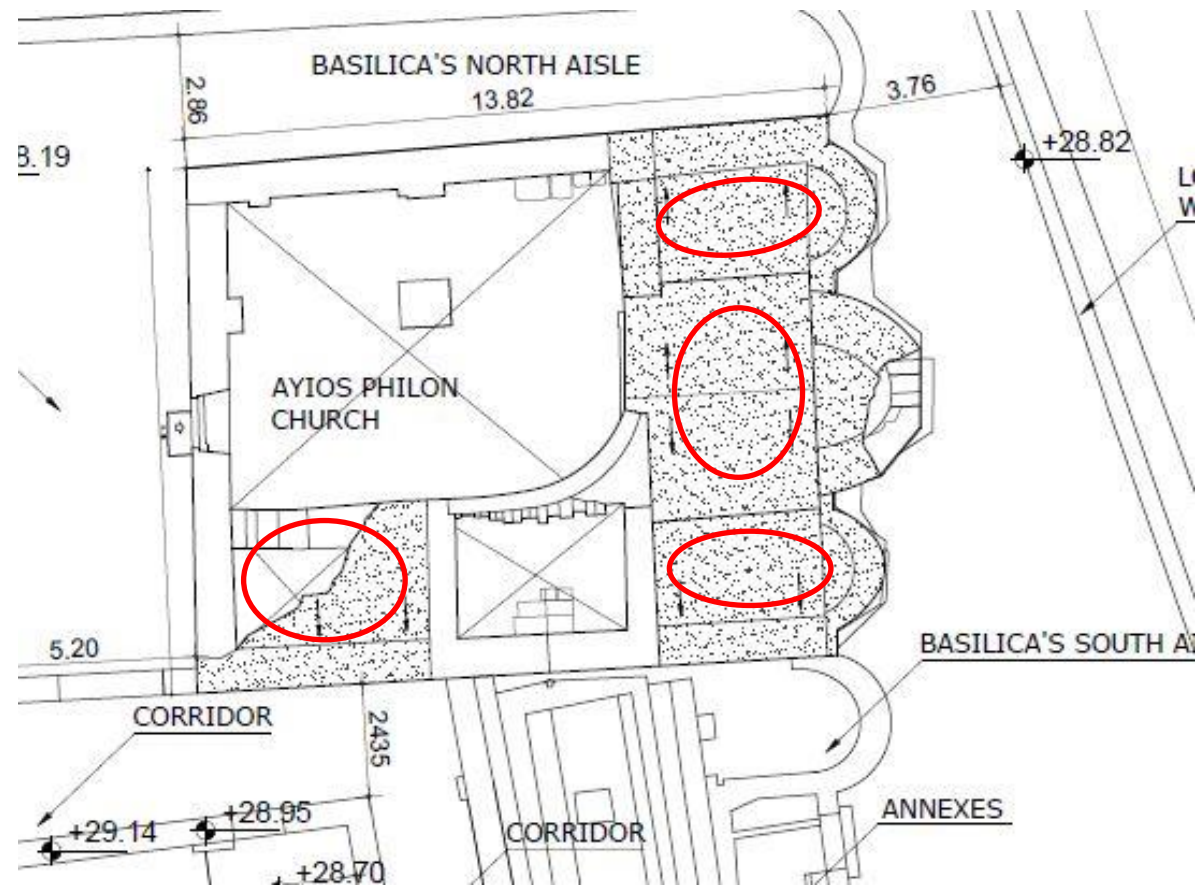 BASILICA'S NORTH AISLE
2.86
13.82
3.76
+28.82
8.19
AYIOS PHILON
CHURCH
5.20
BASILICA'S SOUTH
CORRIDOR
2435
ANNEXES
+28.95
+29.14
CORRIDOR
+28.70